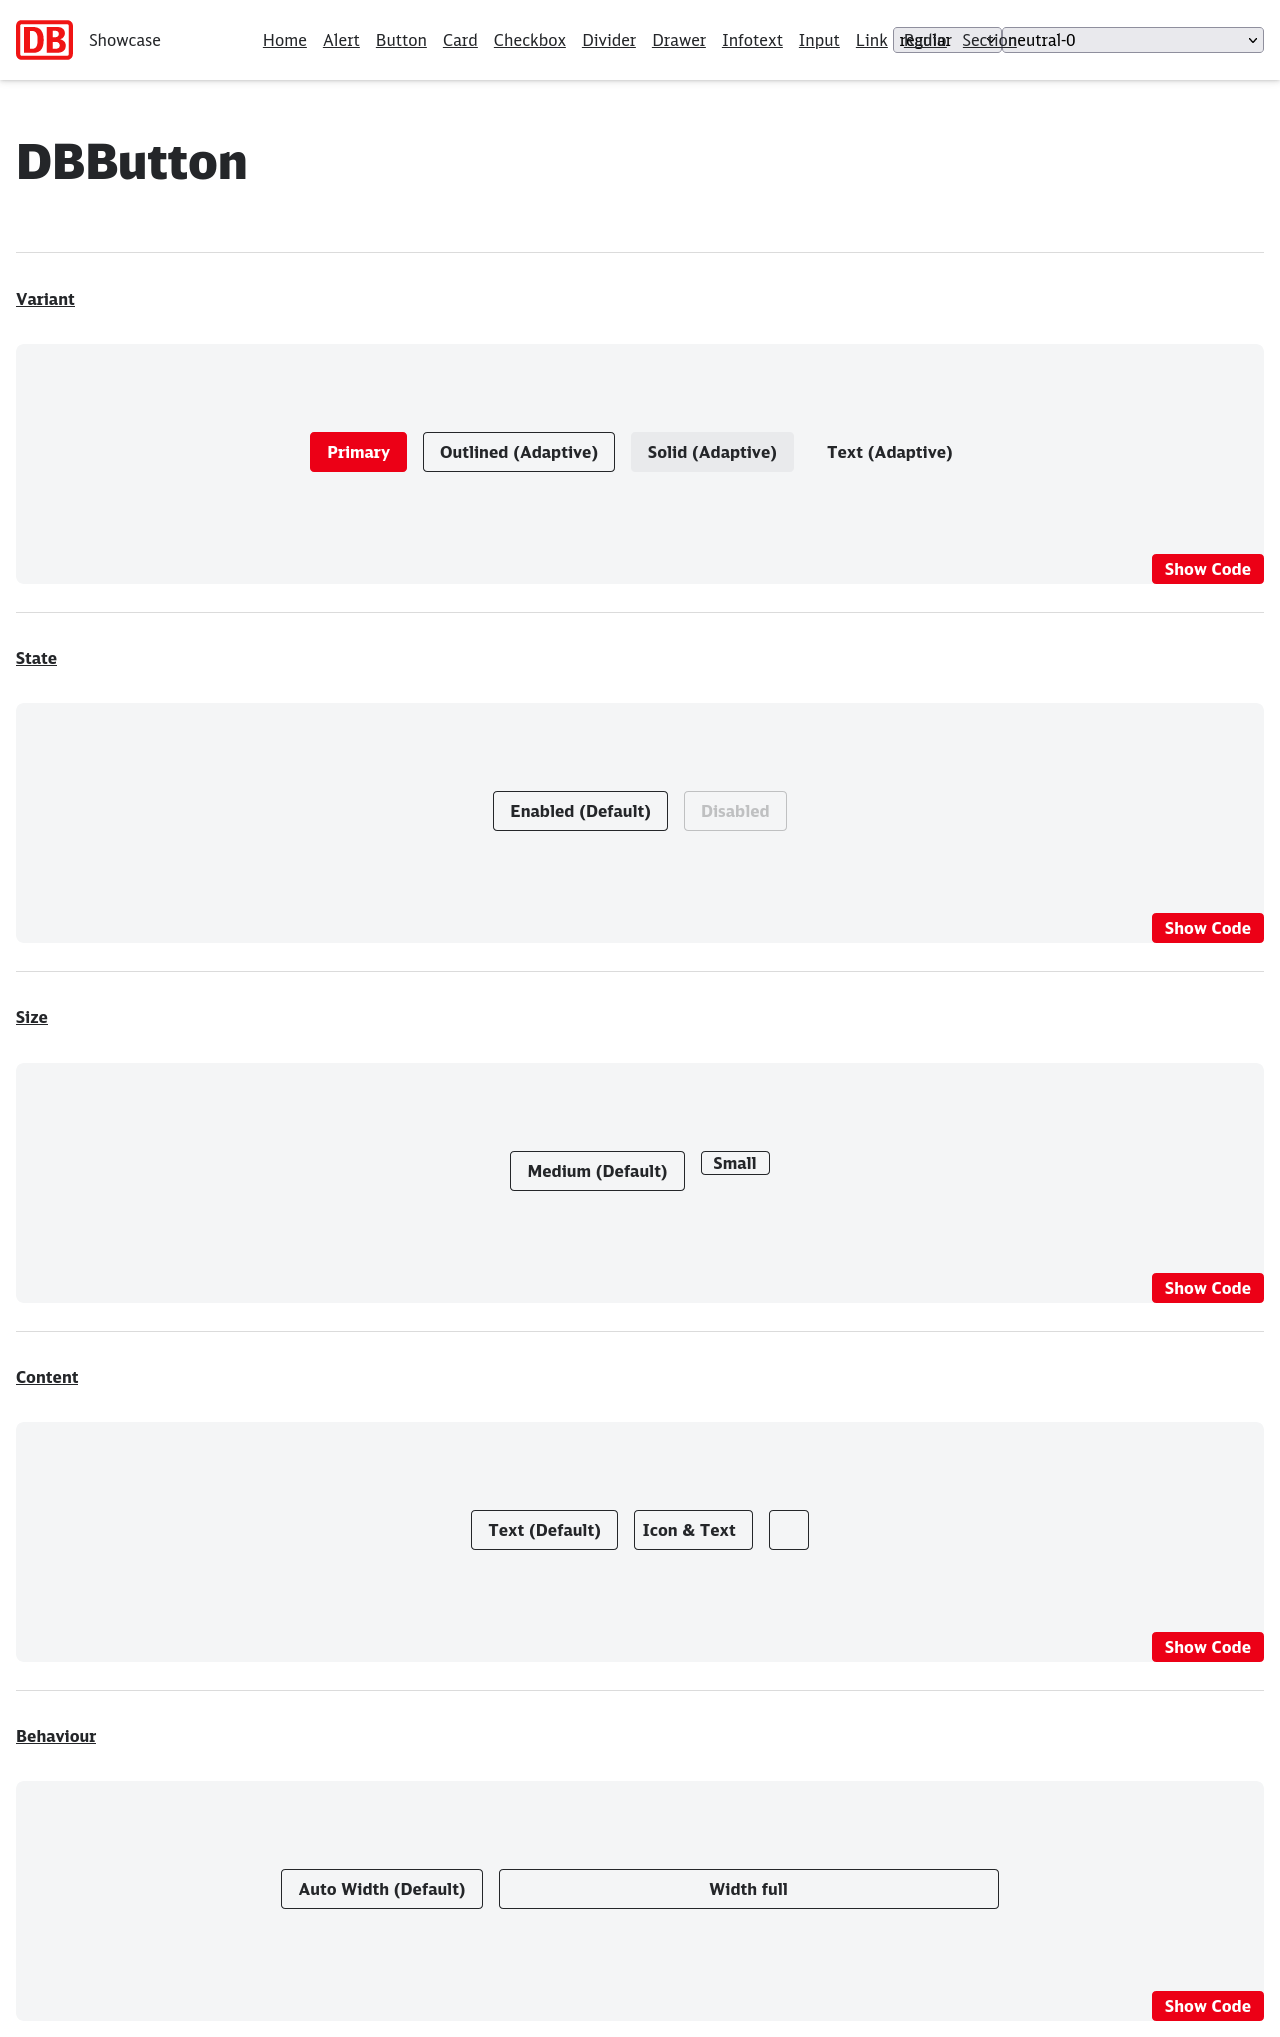 DB Showcase Home Alert Button Card Checkbox Divider Drawer Infotext Input Link Radio Section regular neutral-0
DBButton
Variant
Primary Outlined (Adaptive) Solid (Adaptive) Text (Adaptive)
Show Code
State
Enabled (Default) Disabled
Show Code
Size
Medium (Default) Small
Show Code
Content
Text (Default) Icon & Text
Show Code
Behaviour
Auto Width (Default) Width full
Show Code